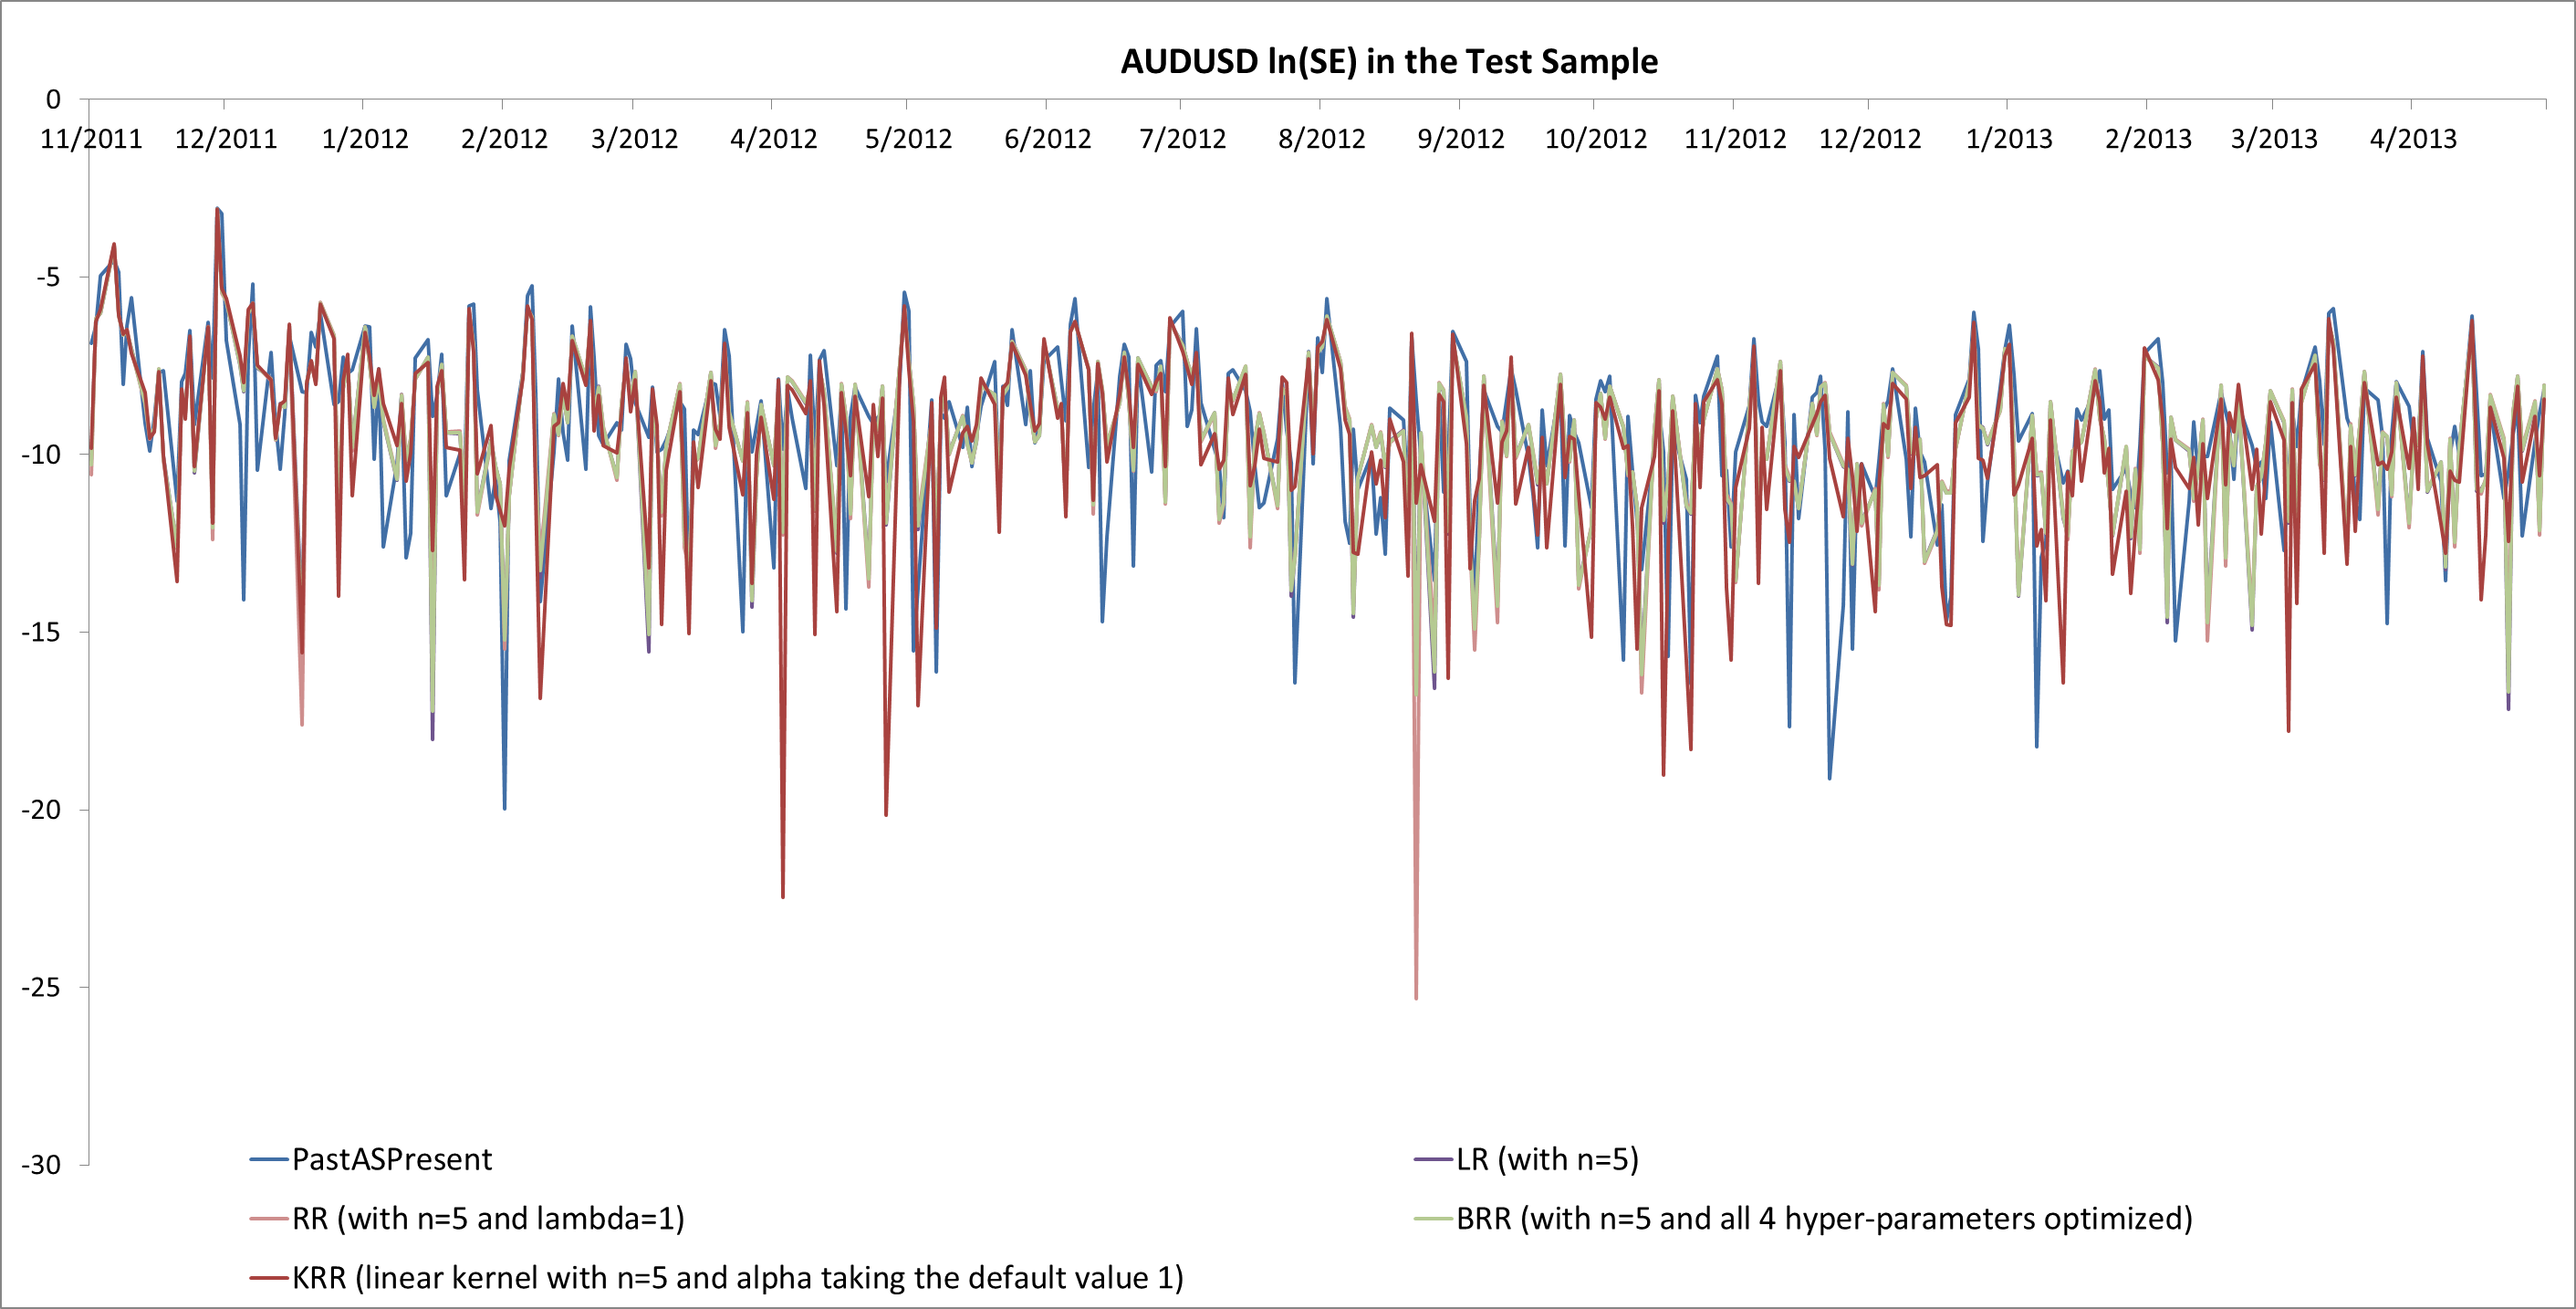 AUDUSD ln(SE) in the Test Sample
0
11/2011 12/2011 1/2012 2/2012 3/2012 4/2012 5/2012 6/2012 7/2012 8/2012 9/2012 10/2012 11/2012 12/2012 1/2013 2/2013 3/2013 4/2013
-5
-10
-15
-20
-25
-30
PastASPresent
LR (with n=5)
RR (with n=5 and lambda=1)
BRR (with n=5 and all 4 hyper-parameters optimized)
KRR (linear kernel with n=5 and alpha taking the default value 1)